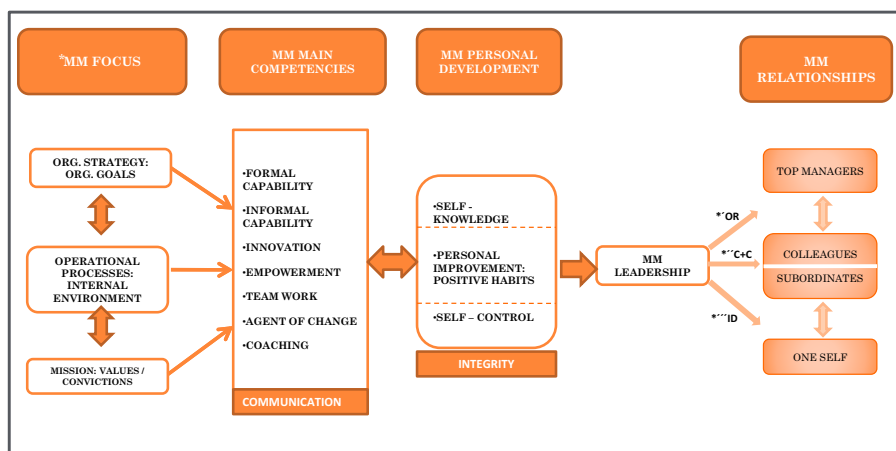 *MM FOCUS
MM MAIN
COMPETENCIES
MM PERSONAL
DEVELOPMENT
MM
RELATIONSHIPS
ORG. STRATEGY:
ORG. GOALS
OPERATIONAL
PROCESSES:
INTERNAL
ENVIRONMENT
MISSION: VALUES /
CONVICTIONS
•FORMAL
CAPABILITY
•INFORMAL
CAPABILITY
•INNOVATION
•EMPOWERMENT
•TEAM WORK
•AGENT OF CHANGE
•COACHING
COMMUNICATION
•SELF -
KNOWLEDGE
•PERSONAL
IMPROVEMENT:
POSITIVE HABITS
•SELF – CONTROL
INTEGRITY
MM
LEADERSHIP
*´OR
*´´C+C
*´´´ID
TOP MANAGERS
COLLEAGUES
SUBORDINATES
ONE SELF